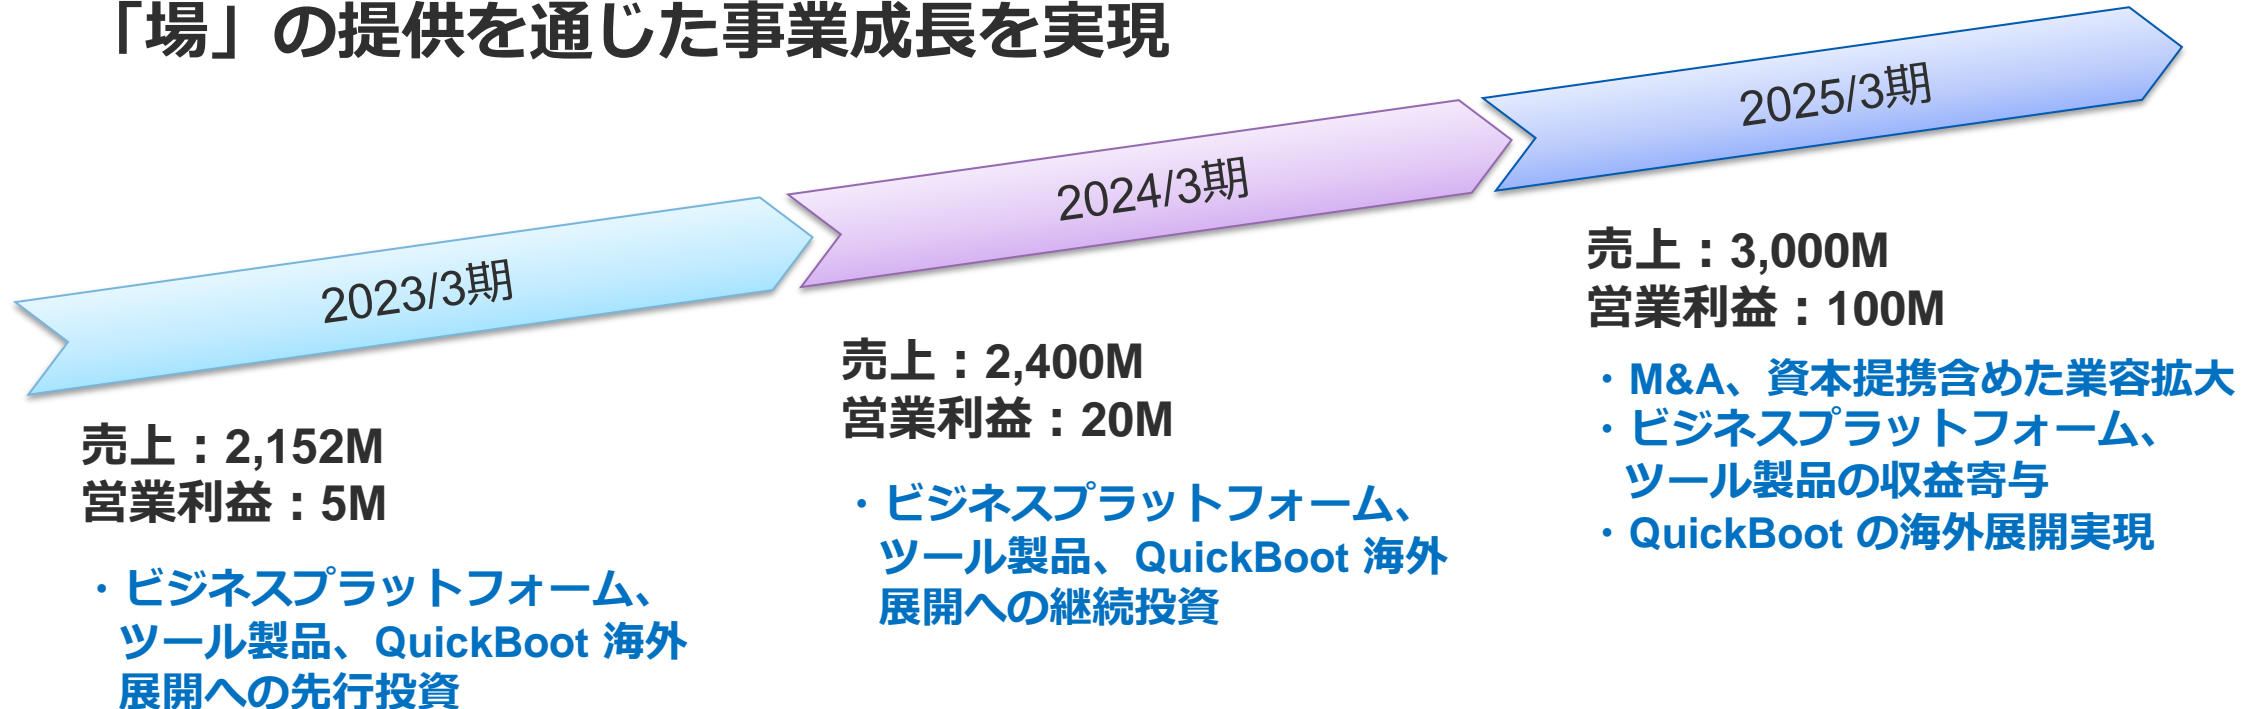 「場」の提供を通じた事業成長を実現
2023/3期
売上：2,152M
営業利益：5M
・ビジネスプラットフォーム、
ツール製品、QuickBoot 海外
展開への先行投資
2024/3期
売上：2,400M
営業利益：20M
・ビジネスプラットフォーム、
ツール製品、QuickBoot 海外
展開への継続投資
2025/3期
売上：3,000M
営業利益：100M
・M&A、資本提携含めた業容拡大
・ビジネスプラットフォーム、
ツール製品の収益寄与
・QuickBoot の海外展開実現